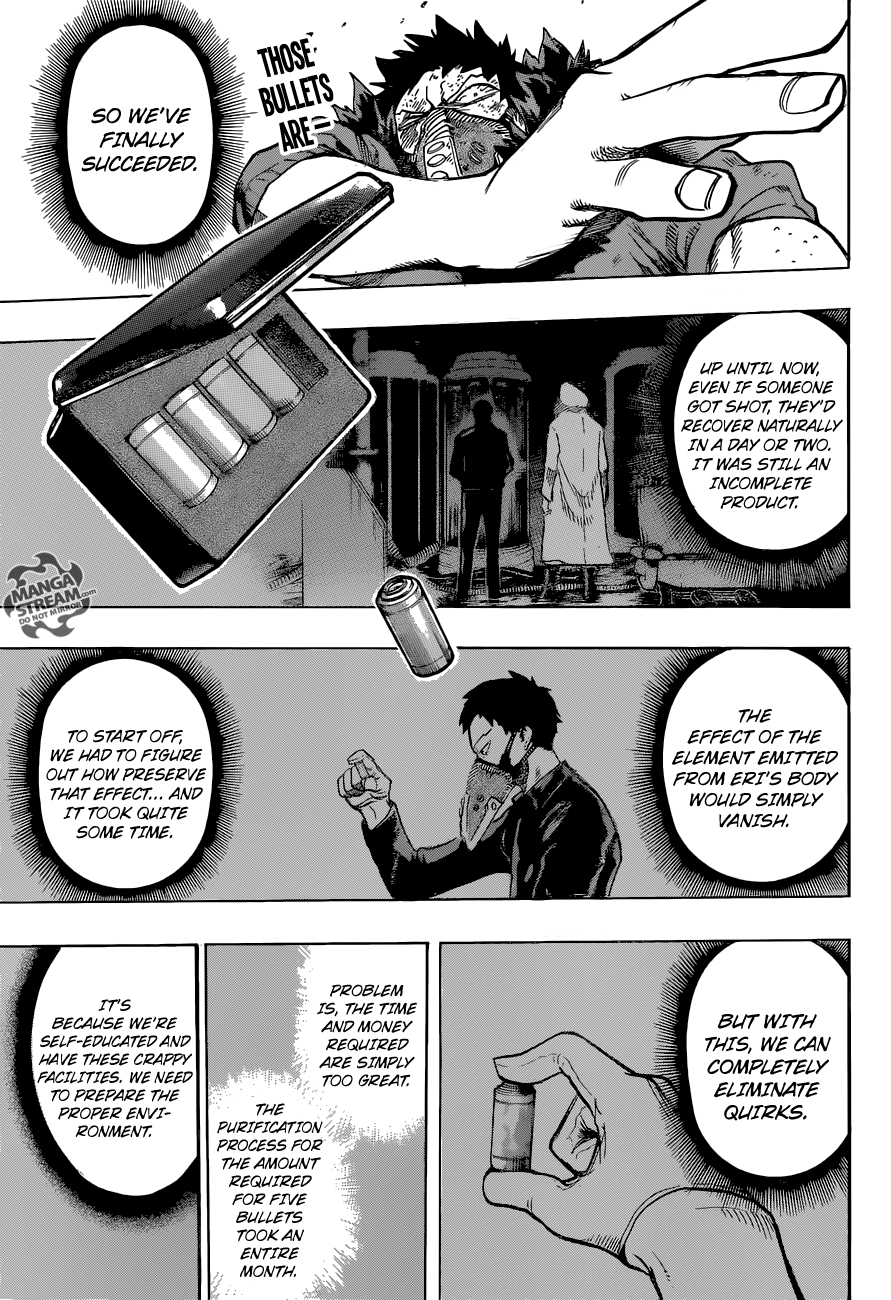 THOSE
BULLETS
ARE—
SO WE'VE
FINALLY
SUCCEEDED.
UP UNTIL NOW,
EVEN IF SOMEONE
GOT SHOT, THEY'D
RECOVER NATURALLY
IN A DAY OR TWO.
IT WAS STILL AN
INCOMPLETE
PRODUCT.
MANGA
STREAM.com
DO NOT MIRROR
THE
EFFECT OF THE
ELEMENT EMITTED
FROM ERI'S BODY
WOULD SIMPLY
VANISH.
TO START OFF,
WE HAD TO FIGURE
OUT HOW PRESERVE
THAT EFFECT... AND
IT TOOK QUITE
SOME TIME.
BUT WITH
THIS, WE CAN
COMPLETELY
ELIMINATE
QUIRKS.
PROBLEM
IS, THE TIME
AND MONEY
REQUIRED
ARE SIMPLY
TOO GREAT.
THE
PURIFICATION
PROCESS FOR
THE AMOUNT
REQUIRED
FOR FIVE
BULLETS
TOOK AN
ENTIRE
MONTH.
IT'S
BECAUSE WE'RE
SELF-EDUCATED AND
HAVE THESE CRAPPY
FACILITIES. WE NEED
TO PREPARE THE
PROPER ENVI-
RONMENT.